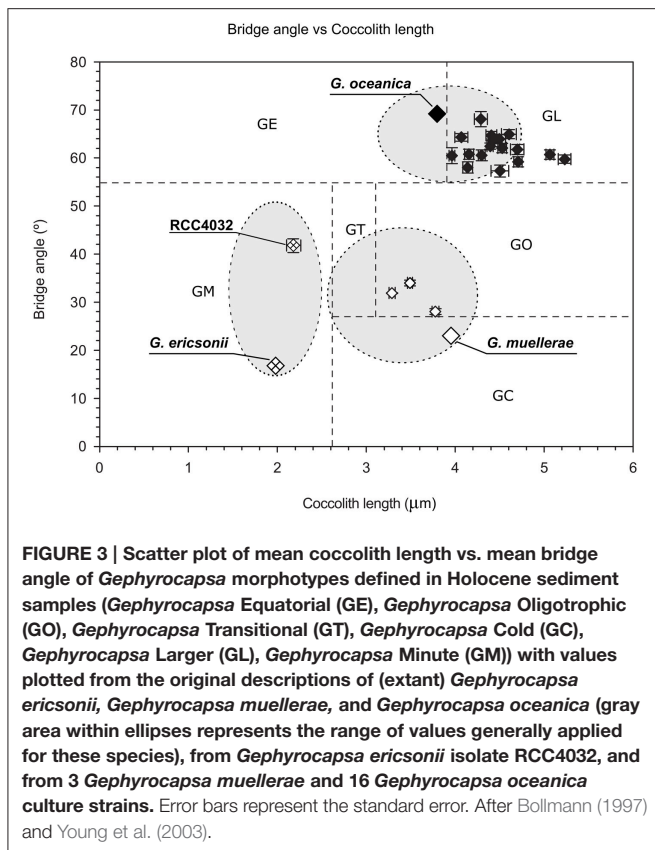 Bridge angle vs Coccolith length
80
70
60
50
40
30
20
10
0
Bridge angle (°)
G. oceanica
GE
GL
RCC4032
GT
GO
GM
G. ericsonii
G. muellerae
GC
0 1 2 3 4 5 6
Coccolith length (μm)
FIGURE 3 | Scatter plot of mean coccolith length vs. mean bridge
angle of Gephyrocapsa morphotypes defined in Holocene sediment
samples (Gephyrocapsa Equatorial (GE), Gephyrocapsa Oligotrophic
(GO), Gephyrocapsa Transitional (GT), Gephyrocapsa Cold (GC),
Gephyrocapsa Larger (GL), Gephyrocapsa Minute (GM)) with values
plotted from the original descriptions of (extant) Gephyrocapsa
ericsonii, Gephyrocapsa muellerae, and Gephyrocapsa oceanica (gray
area within ellipses represents the range of values generally applied
for these species), from Gephyrocapsa ericsonii isolate RCC4032, and
from 3 Gephyrocapsa muellerae and 16 Gephyrocapsa oceanica
culture strains. Error bars represent the standard error. After Bollmann (1997)
and Young et al. (2003).